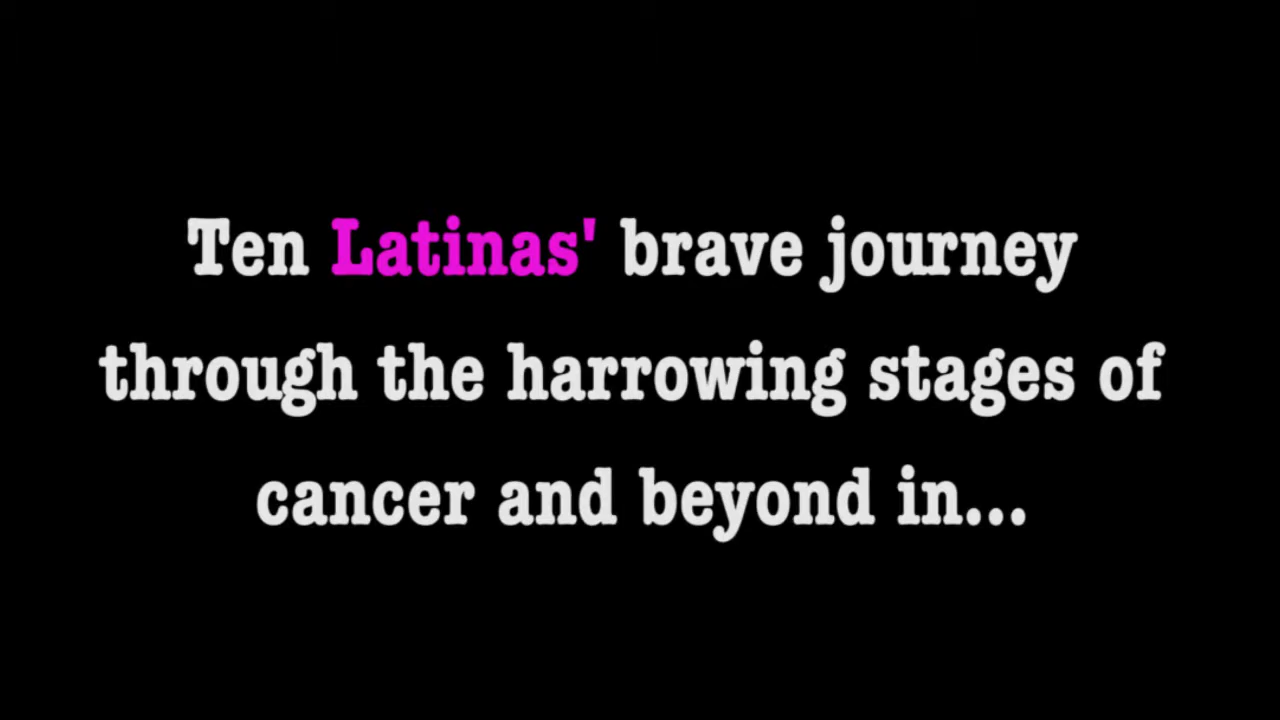 Ten Latinas' brave journey
through the harrowing stages of
cancer and beyond in...